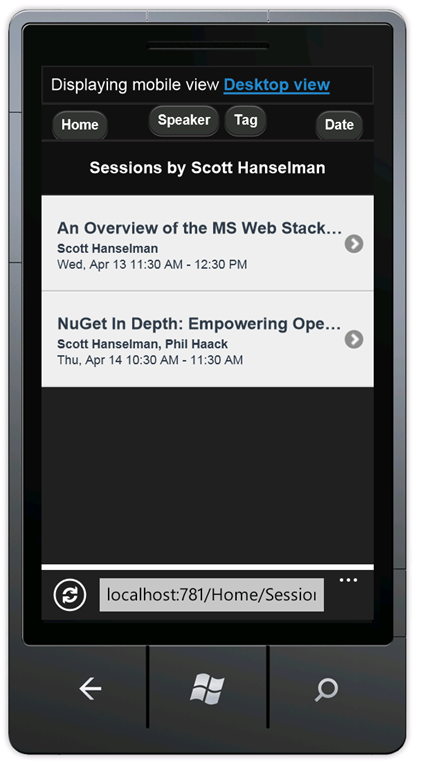 Displaying mobile view Desktop view
Home Speaker Tag Date
Sessions by Scott Hanselman
An Overview of the MS Web Stack...
Scott Hanselman
Wed, Apr 13 11:30 AM - 12:30 PM
NuGet In Depth: Empowering Ope...
Scott Hanselman, Phil Haack
Thu, Apr 14 10:30 AM - 11:30 AM
localhost:781/Home/Session